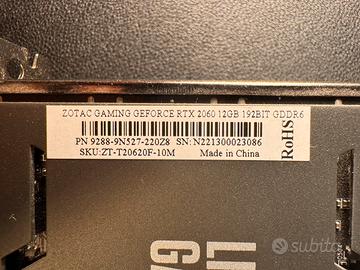 ZOTAC GAMING GEFORCE RTX 2060 12GB 192BIT GDDR6
PN 9288-9N527-220Z8 SN: N221300023086
SKU:ZT-T20620F-10M Made in China
RoHS
subito